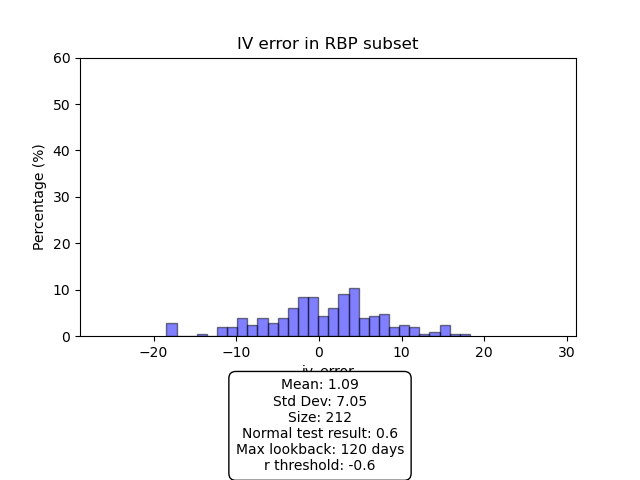 IV error in RBP subset
60
50
40
30
20
10
0
Percentage (%)
−20 −10 0 10 20 30
iv_error
Mean: 1.09
Std Dev: 7.05
Size: 212
Normal test result: 0.6
Max lookback: 120 days
r threshold: -0.6